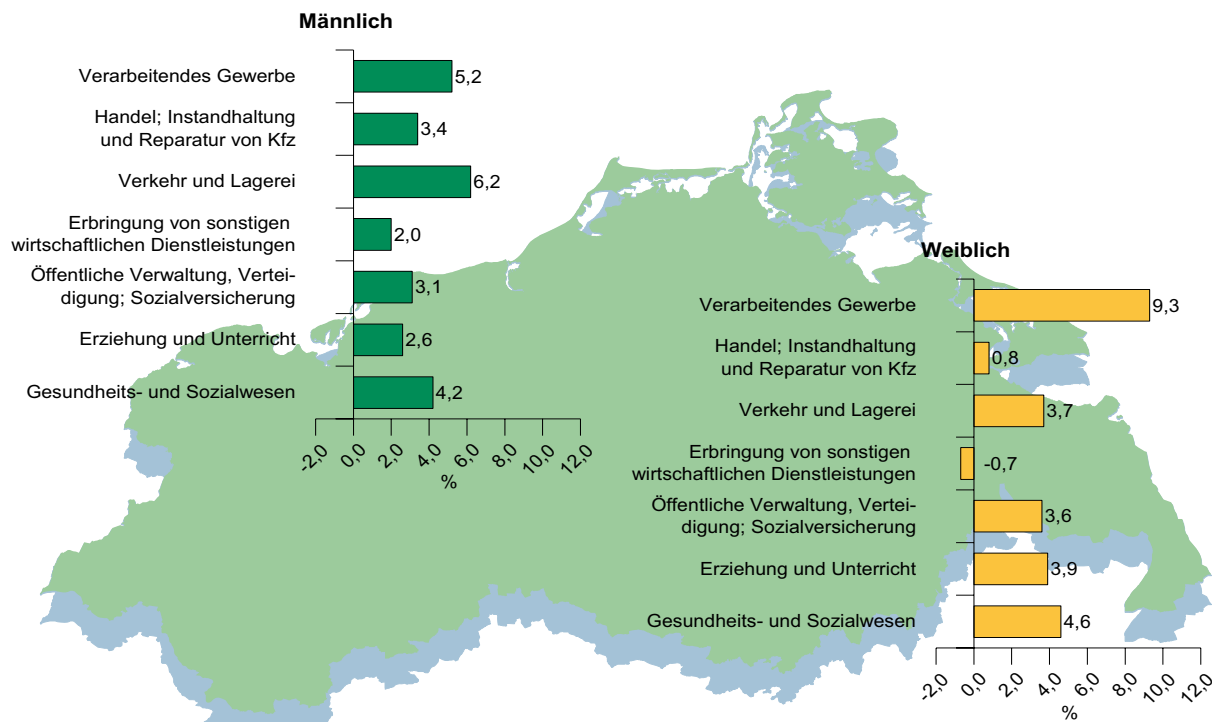 Männlich
Verarbeitendes Gewerbe
5,2
Handel; Instandhaltung
und Reparatur von Kfz
3,4
Verkehr und Lagerei
6,2
Erbringung von sonstigen
wirtschaftlichen Dienstleistungen
2,0
Öffentliche Verwaltung, Vertei-
digung; Sozialversicherung
3,1
Erziehung und Unterricht
2,6
Gesundheits- und Sozialwesen
4,2
-2,0 0,0 2,0 4,0 6,0 8,0 10,0 12,0
%
Weiblich
Verarbeitendes Gewerbe
9,3
Handel; Instandhaltung
und Reparatur von Kfz
0,8
Verkehr und Lagerei
3,7
Erbringung von sonstigen
wirtschaftlichen Dienstleistungen
-0,7
Öffentliche Verwaltung, Vertei-
digung; Sozialversicherung
3,6
Erziehung und Unterricht
3,9
Gesundheits- und Sozialwesen
4,6
-2,0 0,0 2,0 4,0 6,0 8,0 10,0 12,0
%